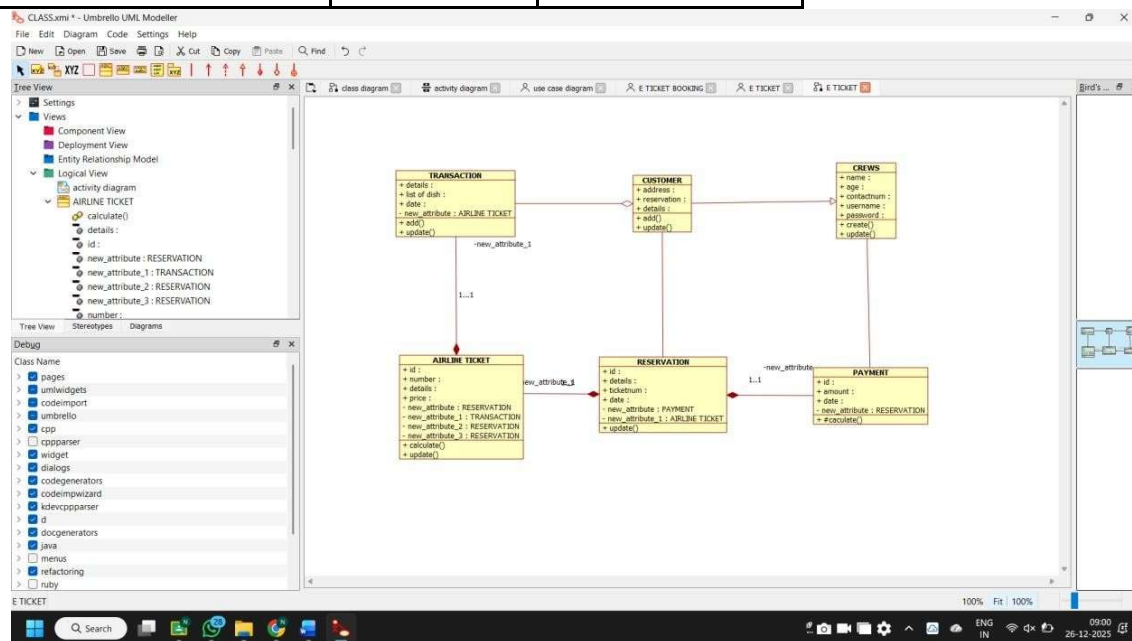 CLASS.xmi * - Umbrello UML Modeller
File Edit Diagram Code Settings Help
New Open Save Cut Copy Paste Find
XYZ
Tree View
class diagram activity diagram use case diagram E TICKET BOOKING E TICKET E TICKET
Bird's ...
Settings
Views
Component View
Deployment View
Entity Relationship Model
Logical View
activity diagram
AIRLINE TICKET
calculate()
details :
id :
new_attribute : RESERVATION
new_attribute_1 : TRANSACTION
new_attribute_2 : RESERVATION
new_attribute_3 : RESERVATION
number :
Tree View Stereotypes Diagrams
Debug
Class Name
pages
umlwidgets
codeimport
umbrello
cpp
cppparser
widget
dialogs
codegenerators
codeimpwizard
kdevcppparser
d
docgenerators
java
menus
refactoring
ruby
TRANSACTION
+ details :
+ list of dish :
+ date :
- new_attribute : AIRLINE TICKET
+ add()
+ update()
CUSTOMER
+ address :
+ reservation :
+ details :
+ add()
+ update()
CREWS
+ name :
+ age :
+ contactnum :
+ username :
+ password :
+ create()
+ update()
-new_attribute_1
1...1
AIRLINE TICKET
+ id :
+ number :
+ details :
+ price :
- new_attribute : RESERVATION
- new_attribute_1 : TRANSACTION
- new_attribute_2 : RESERVATION
- new_attribute_3 : RESERVATION
+ calculate()
+ update()
RESERVATION
+ id :
+ details :
+ ticketnum :
+ date :
- new_attribute : PAYMENT
- new_attribute_1 : AIRLINE TICKET
+ update()
-new_attribute
1..1
PAYMENT
+ id :
+ amount :
+ date :
- new_attribute : RESERVATION
+ #caculate()
E TICKET
100% Fit 100%
Search
28
ENG
IN
09:00
26-12-2025